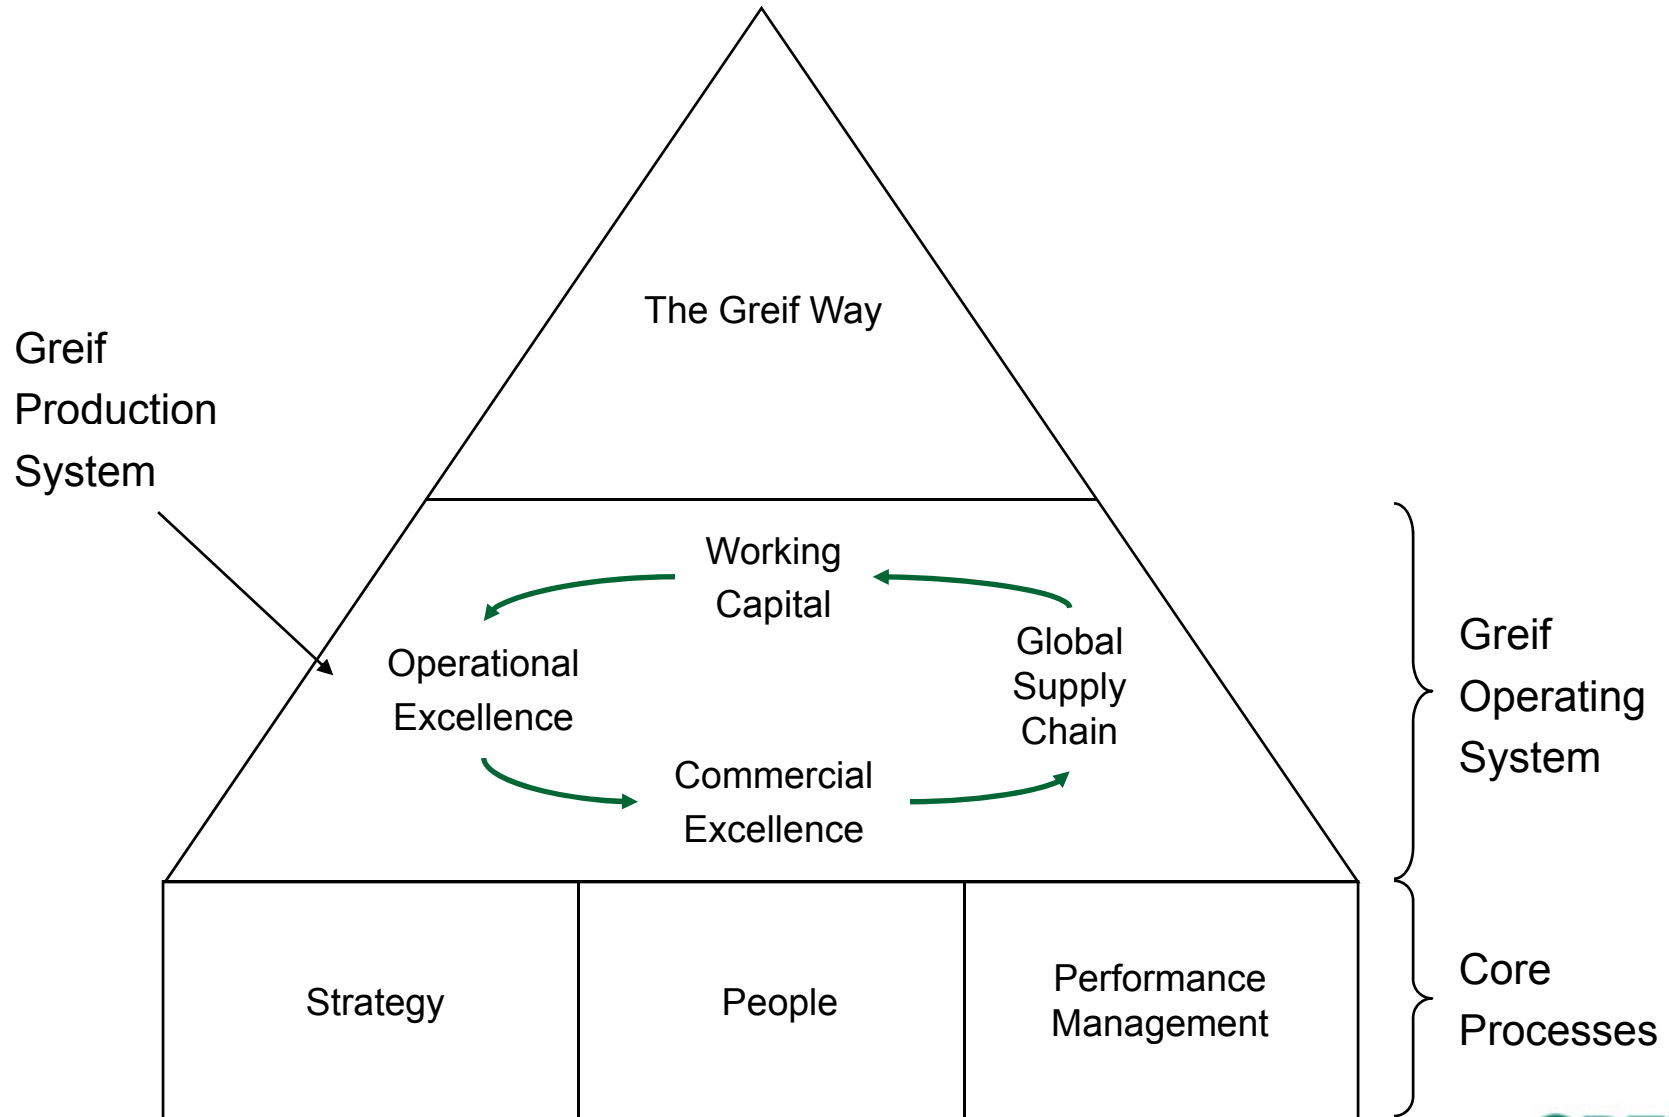 The Greif Way
Greif
Production
System
Working
Capital
Operational
Excellence
Global
Supply
Chain
Commercial
Excellence
Greif
Operating
System
Strategy
People
Performance
Management
Core
Processes